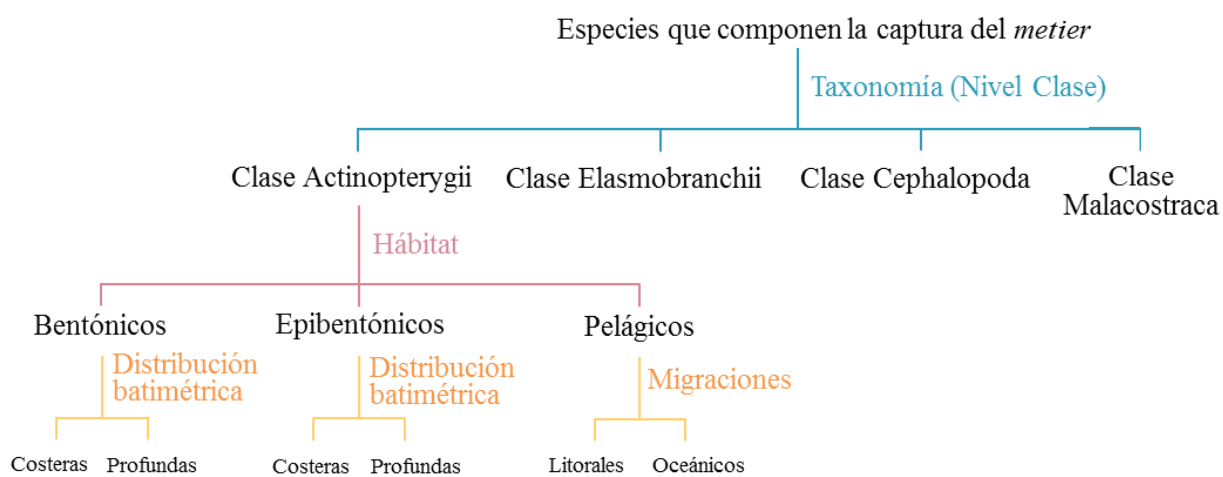 Especies que componen la captura del metier
Taxonomía (Nivel Clase)
Clase Actinopterygii
Clase Elasmobranchii
Clase Cephalopoda
Clase
Malacostraca
Hábitat
Bentónicos
Epibentónicos
Pelágicos
Distribución
batimétrica
Distribución
batimétrica
Migraciones
Costeras
Profundas
Costeras
Profundas
Litorales
Oceánicos